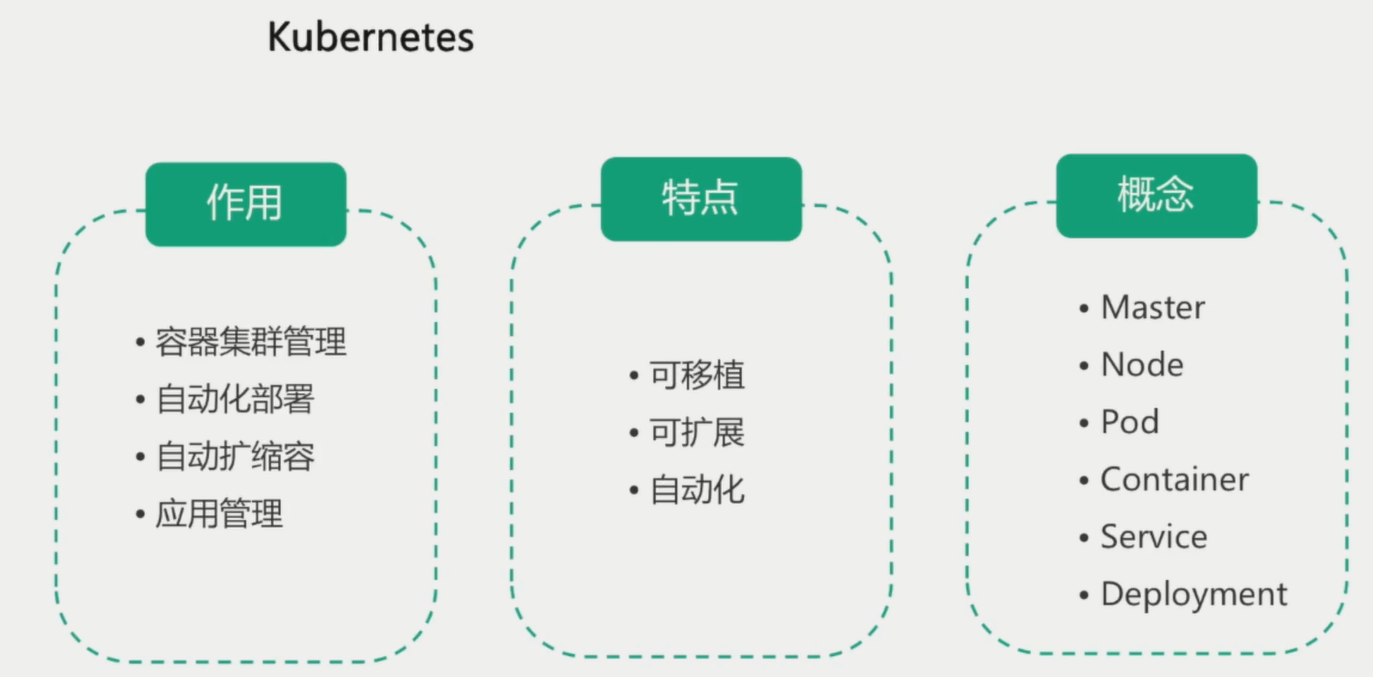 Kubernetes
作用
• 容器集群管理
• 自动化部署
• 自动扩缩容
• 应用管理
特点
• 可移植
• 可扩展
• 自动化
概念
• Master
• Node
• Pod
• Container
• Service
• Deployment